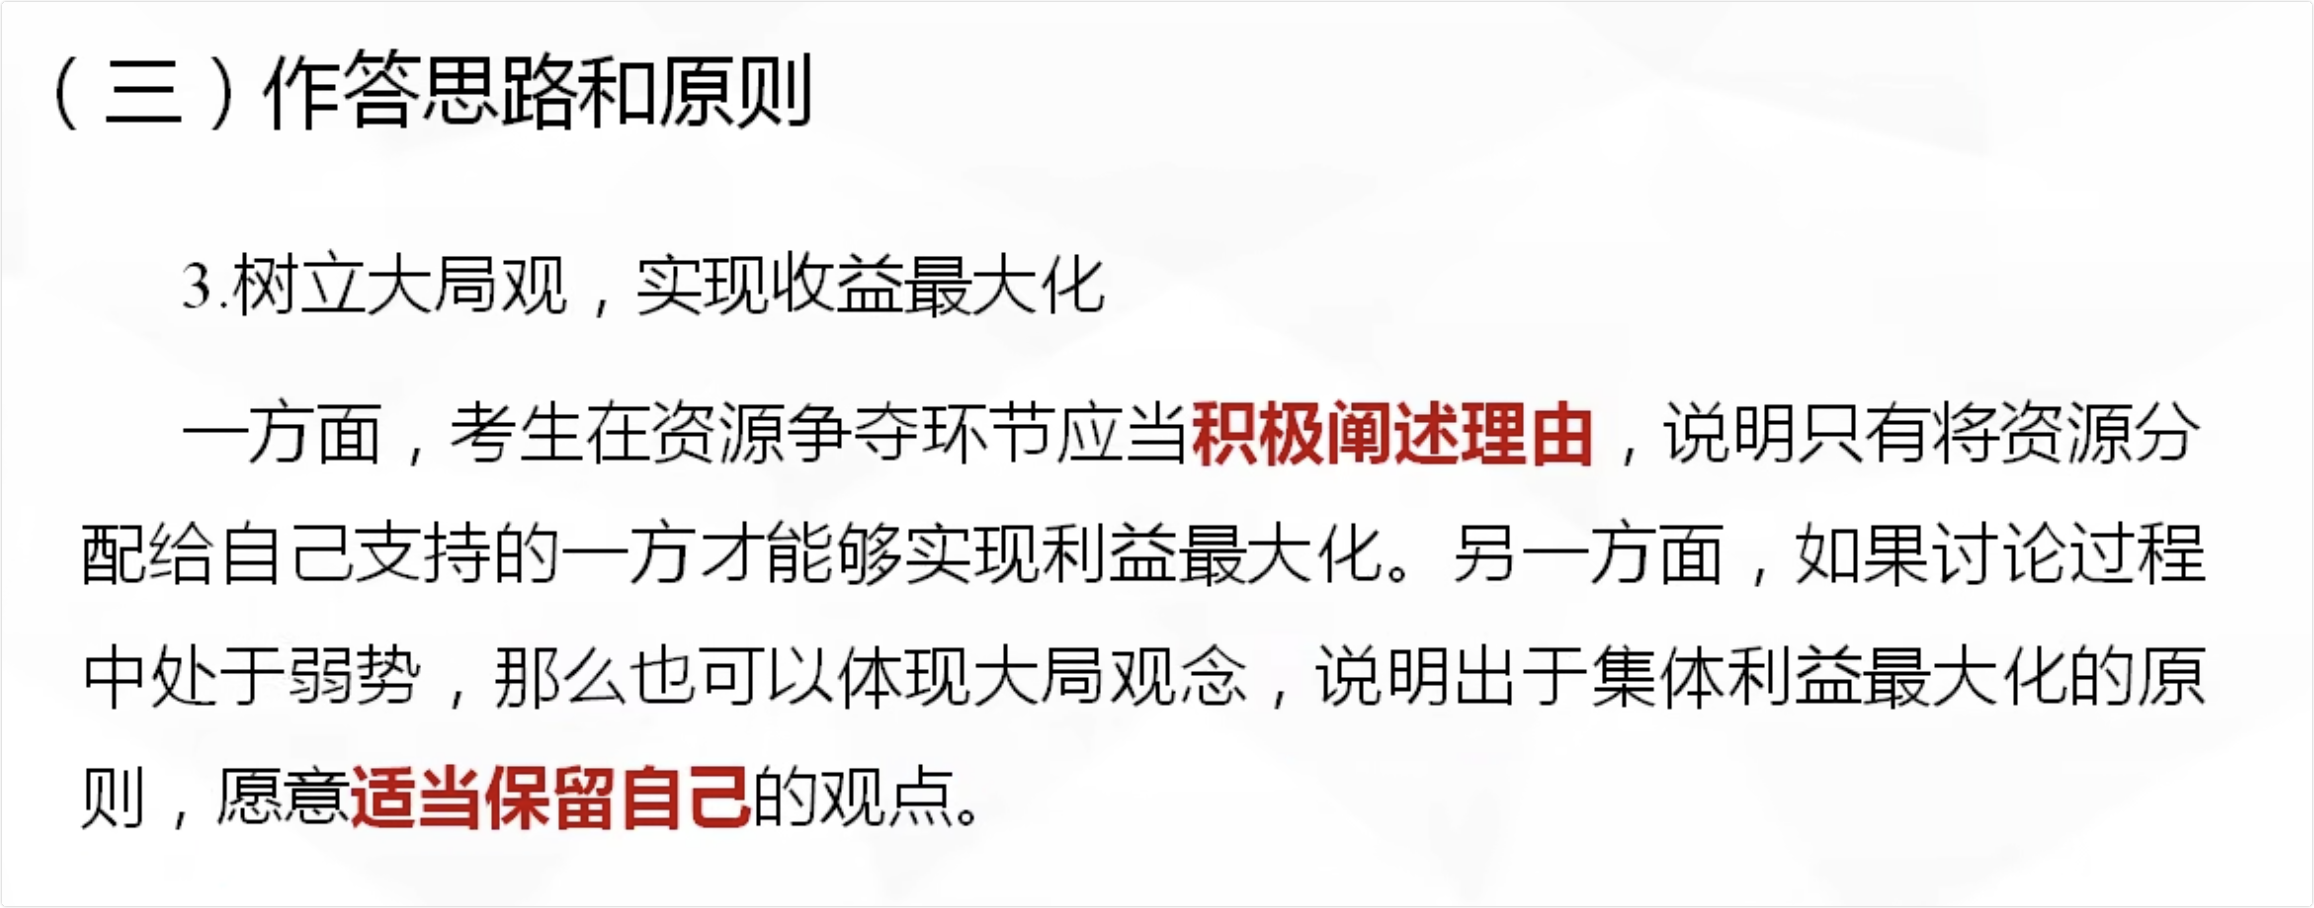 （三）作答思路和原则
3.树立大局观，实现收益最大化
一方面，考生在资源争夺环节应当积极阐述理由，说明只有将资源分
配给自己支持的一方才能够实现利益最大化。另一方面，如果讨论过程
中处于弱势，那么也可以体现大局观念，说明出于集体利益最大化的原
则，愿意适当保留自己的观点。